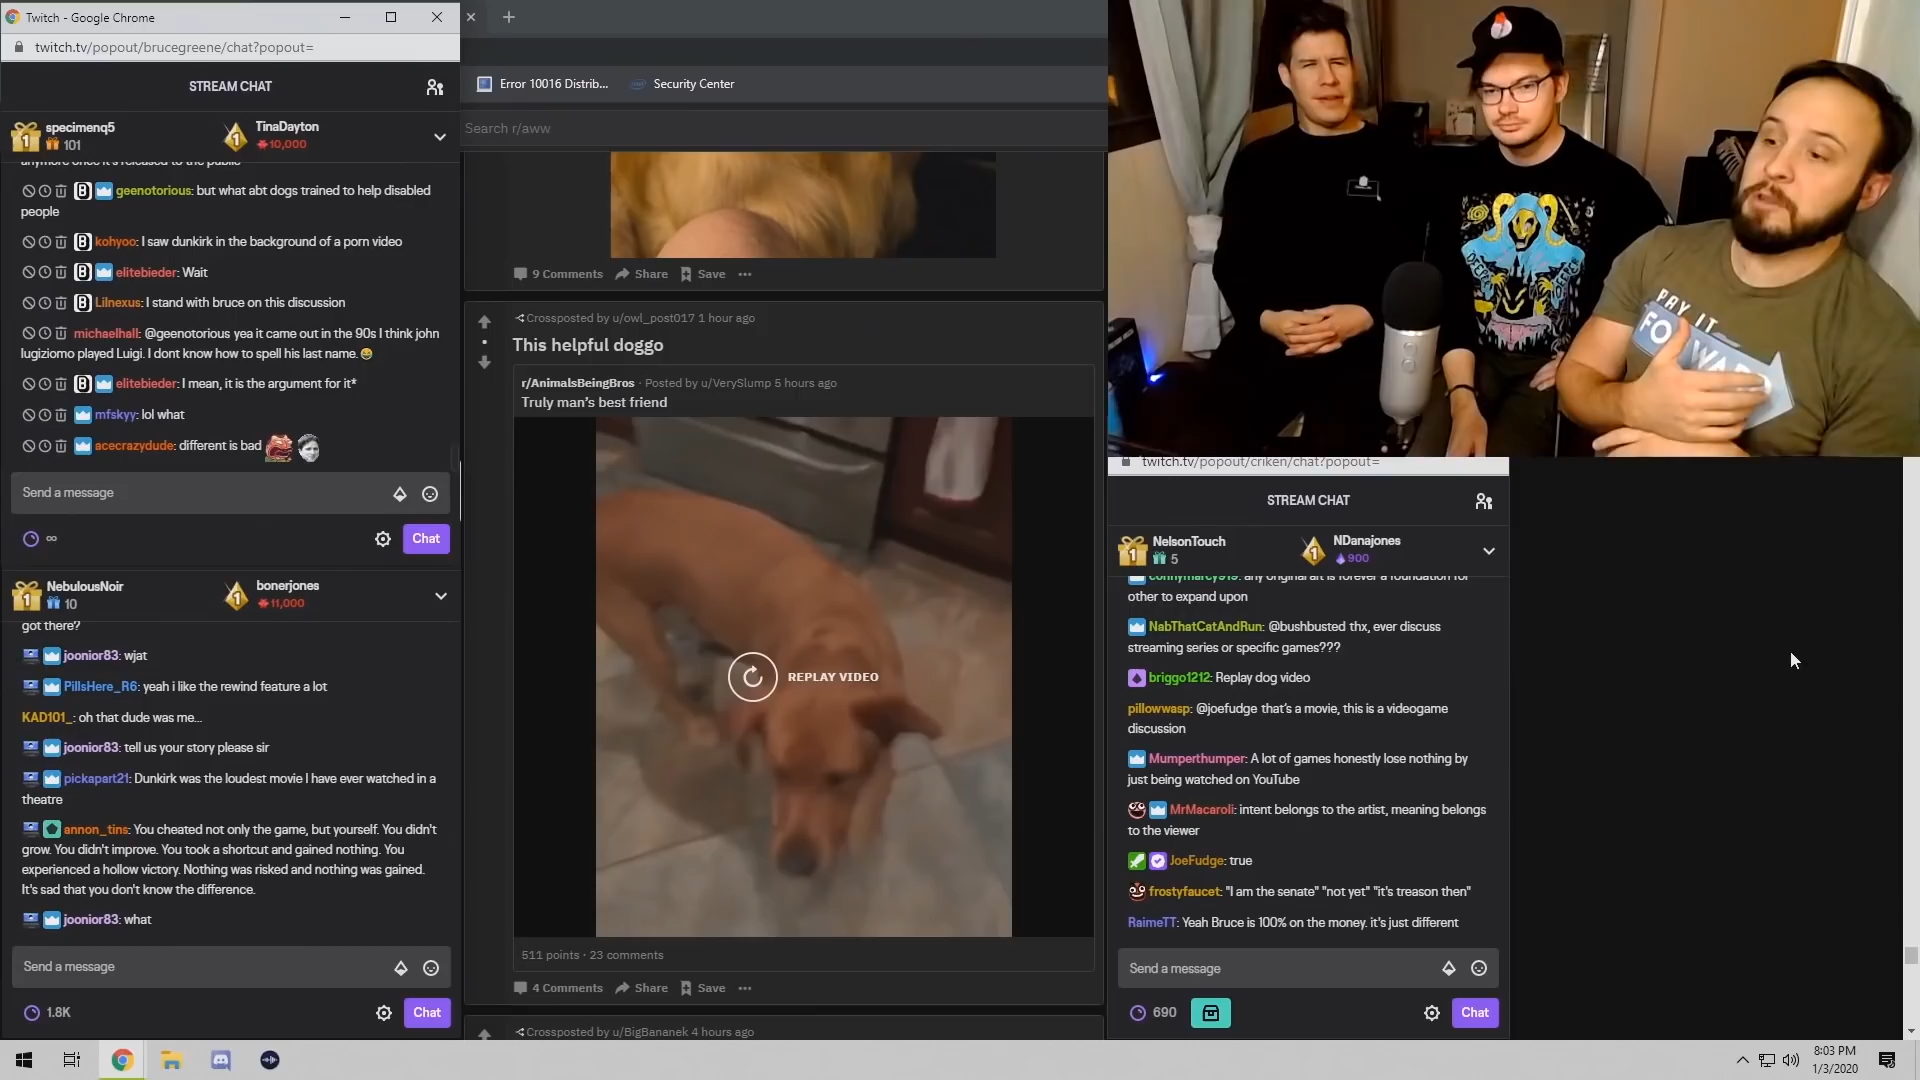 Twitch - Google Chrome
twitch.tv/popout/brucegreene/chat?popout=
STREAM CHAT
specimenq5
101
TinaDayton
10,000
anymore once it's released to the public
geenotorious: but what abt dogs trained to help disabled
people
kohyoo: I saw dunkirk in the background of a porn video
elitebieder: Wait
Lilnexus: I stand with bruce on this discussion
michaelhall: @geenotorious yea it came out in the 90s I think john
lugiziomo played Luigi. I dont know how to spell his last name.
elitebieder: I mean, it is the argument for it*
mfskyy: lol what
acecrazydude: different is bad
Send a message
Chat
NebulousNoir
10
bonerjones
11,000
got there?
joonior83: wjat
PillsHere_R6: yeah i like the rewind feature a lot
KAD101_: oh that dude was me...
joonior83: tell us your story please sir
pickapart21: Dunkirk was the loudest movie I have ever watched in a
theatre
annon_tins: You cheated not only the game, but yourself. You didn't
grow. You didn't improve. You took a shortcut and gained nothing. You
experienced a hollow victory. Nothing was risked and nothing was gained.
It's sad that you don't know the difference.
joonior83: what
Send a message
1.8K
Chat
Error 10016 Distrib...
Security Center
Search r/aww
9 Comments Share Save
Crossposted by u/owl_post017 1 hour ago
This helpful doggo
r/AnimalsBeingBros · Posted by u/VerySlump 5 hours ago
Truly man's best friend
REPLAY VIDEO
511 points · 23 comments
4 Comments Share Save
Crossposted by u/BigBananek 4 hours ago
PAY IT
FORWARD
twitch.tv/popout/criken/chat?popout=
STREAM CHAT
NelsonTouch
5
NDanajones
900
any original art is forever a foundation for
other to expand upon
NabThatCatAndRun: @bushbusted thx, ever discuss
streaming series or specific games???
briggo1212: Replay dog video
pillowwasp: @joefudge that's a movie, this is a videogame
discussion
Mumperthumper: A lot of games honestly lose nothing by
just being watched on YouTube
MrMacaroli: intent belongs to the artist, meaning belongs
to the viewer
JoeFudge: true
frostyfaucet: "I am the senate" "not yet" "it's treason then"
RaimeTT: Yeah Bruce is 100% on the money. it's just different
Send a message
690
Chat
8:03 PM
1/3/2020